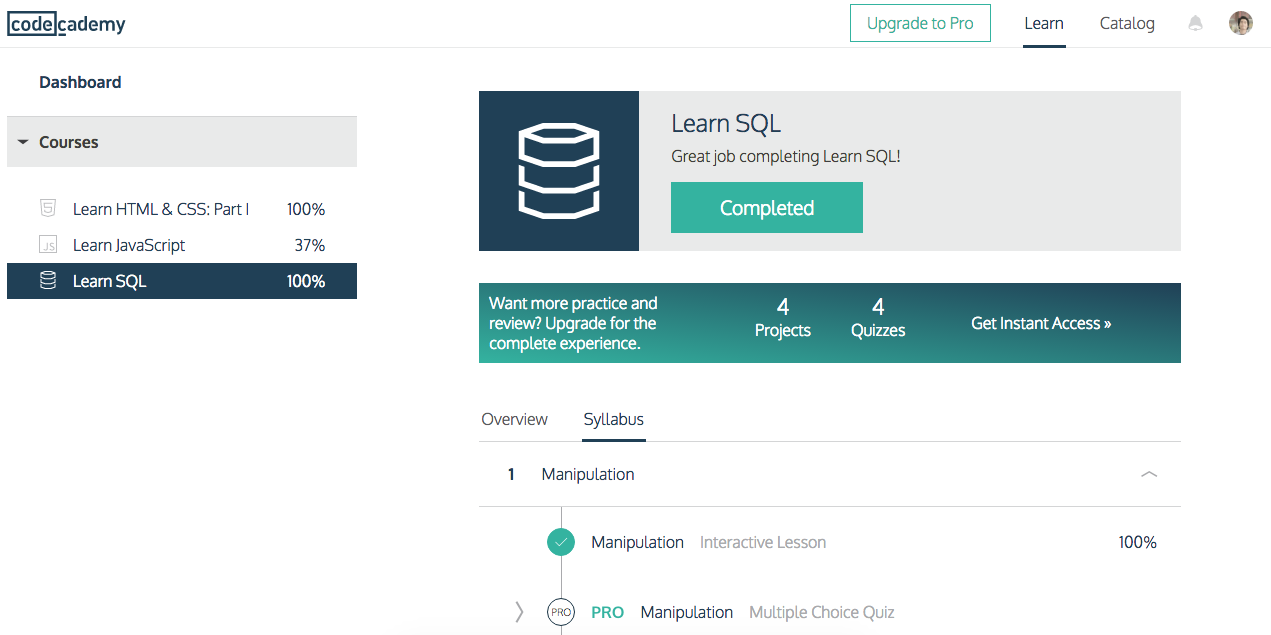 codecademy
Upgrade to Pro
Learn
Catalog
Dashboard
Courses
Learn HTML & CSS: Part I 100%
JS Learn JavaScript 37%
Learn SQL 100%
Learn SQL
Great job completing Learn SQL!
Completed
Want more practice and
review? Upgrade for the
complete experience.
4
Projects
4
Quizzes
Get Instant Access »
Overview
Syllabus
1 Manipulation
Manipulation Interactive Lesson 100%
PRO PRO Manipulation Multiple Choice Quiz